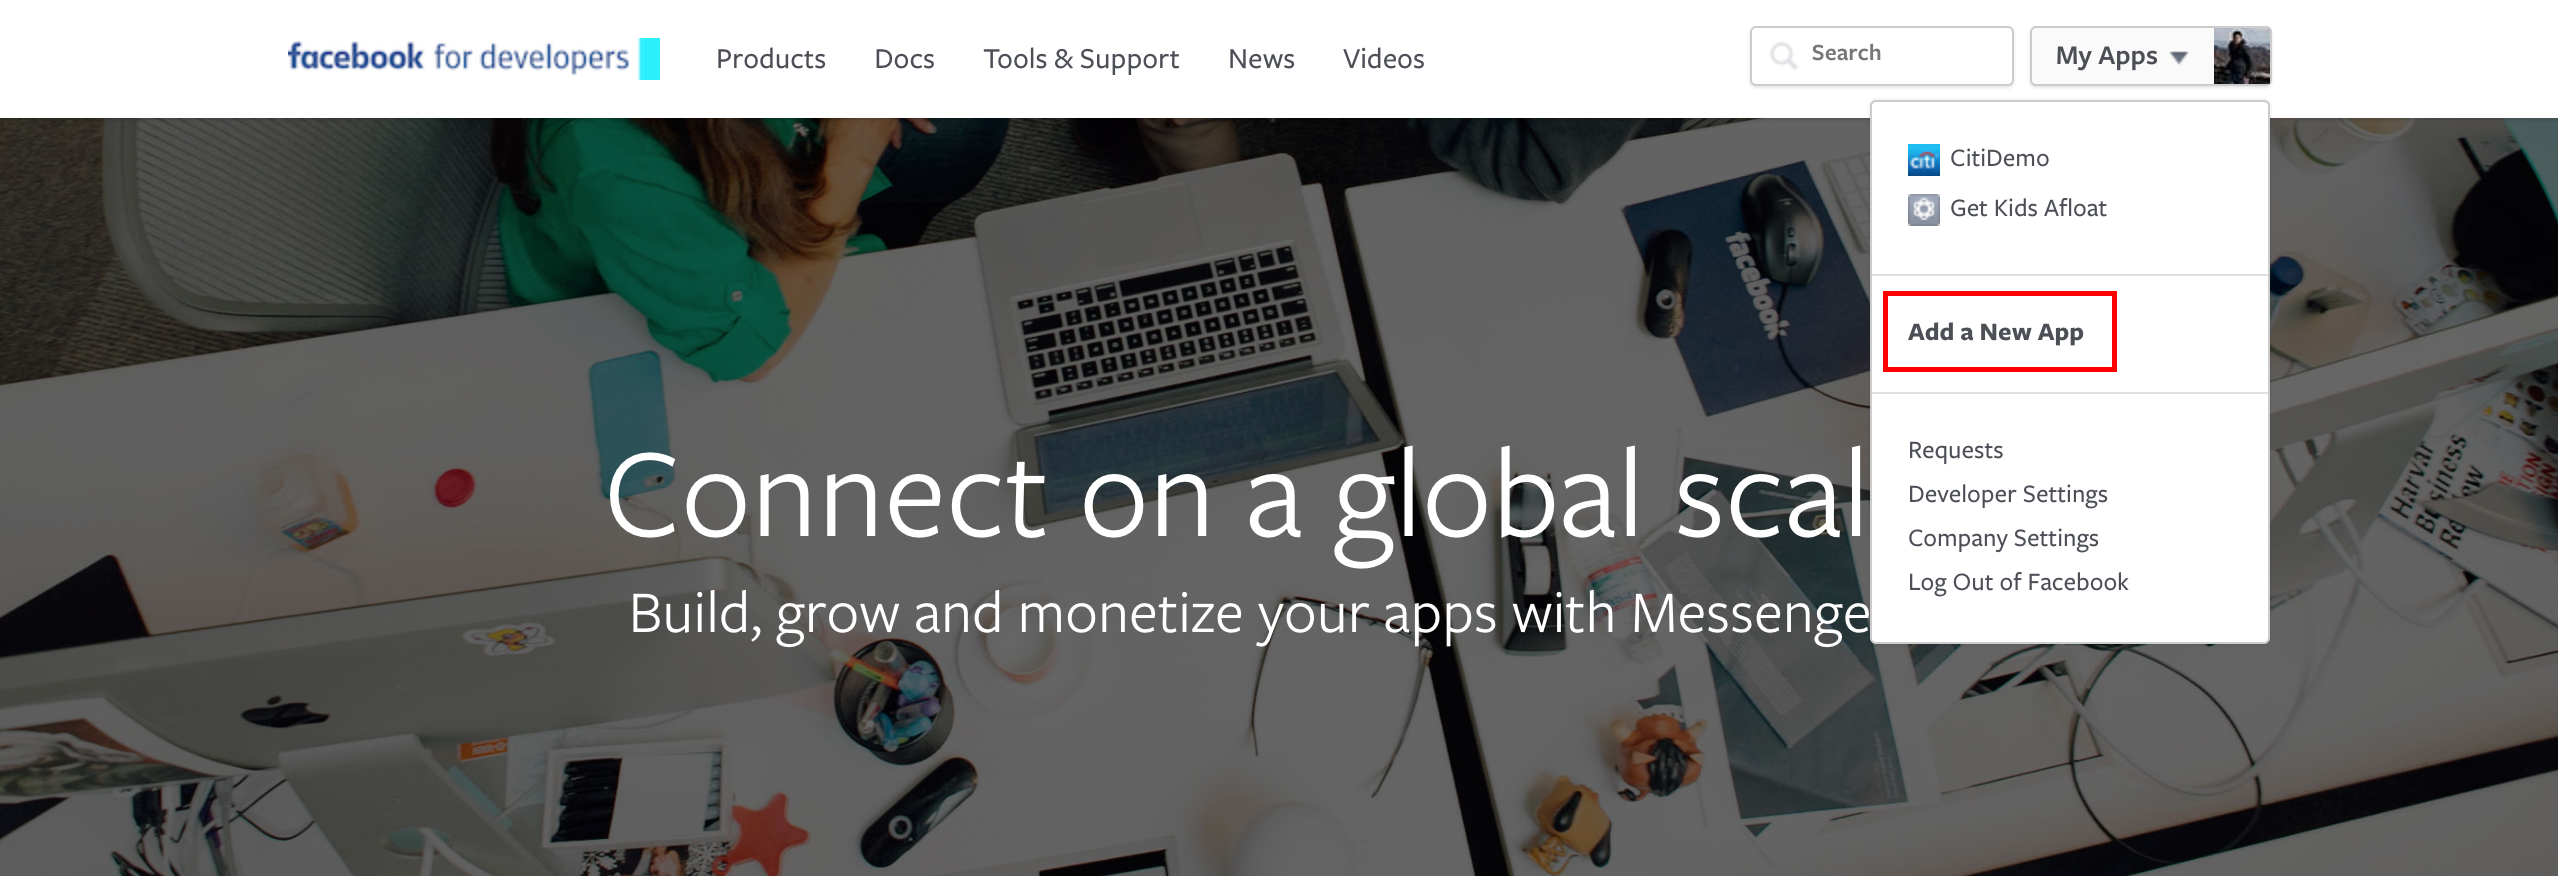 facebook for developers
Products
Docs
Tools & Support
News
Videos
Search
My Apps
citi
CitiDemo
Get Kids Afloat
Add a New App
Requests
Developer Settings
Company Settings
Log Out of Facebook
facebook
Connect on a global scal
Build, grow and monetize your apps with Messenge
Harvar
Business